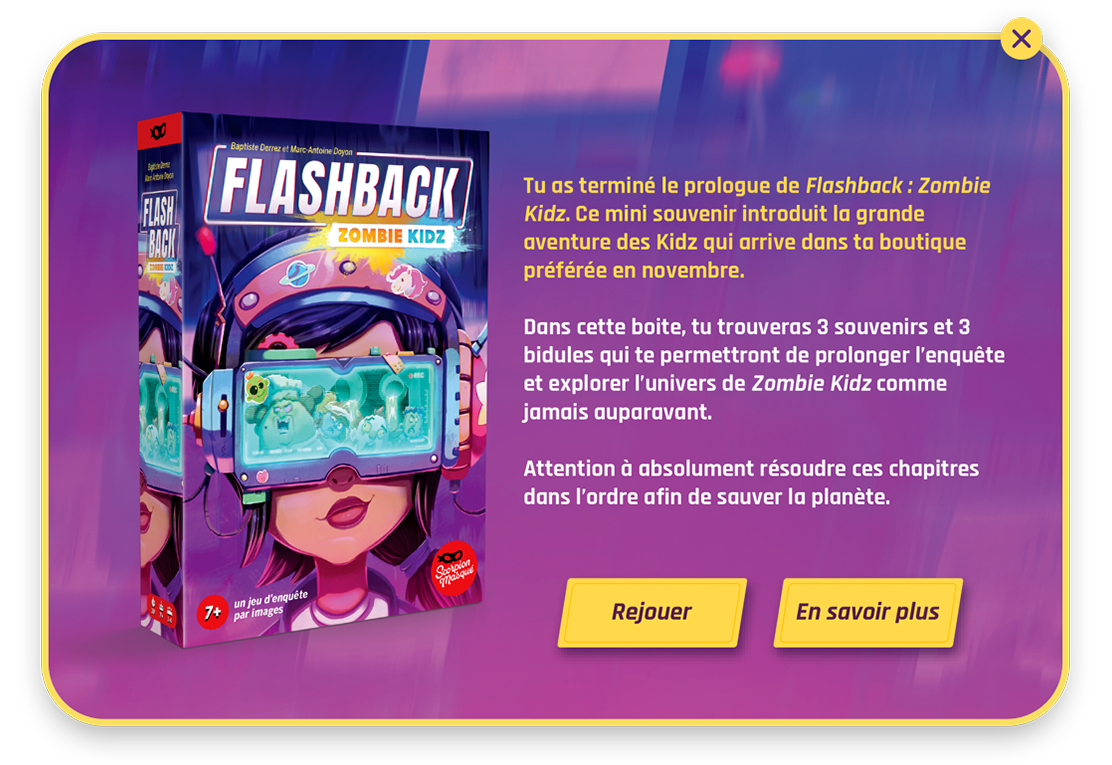 Baptiste Derrez et Marc-Antoine Doyon
FLASHBACK
ZOMBIE KIDZ
Baptiste Derrez
Marc-Antoine Doyon
FLASH
BACK
ZOMBIE KIDZ
REC
7+
un jeu d'enquête
par images
Scorpion
Masqué
Tu as terminé le prologue de Flashback : Zombie
Kidz. Ce mini souvenir introduit la grande
aventure des Kidz qui arrive dans ta boutique
préférée en novembre.
Dans cette boite, tu trouveras 3 souvenirs et 3
bidules qui te permettront de prolonger l'enquête
et explorer l'univers de Zombie Kidz comme
jamais auparavant.
Attention à absolument résoudre ces chapitres
dans l'ordre afin de sauver la planète.
Rejouer
En savoir plus